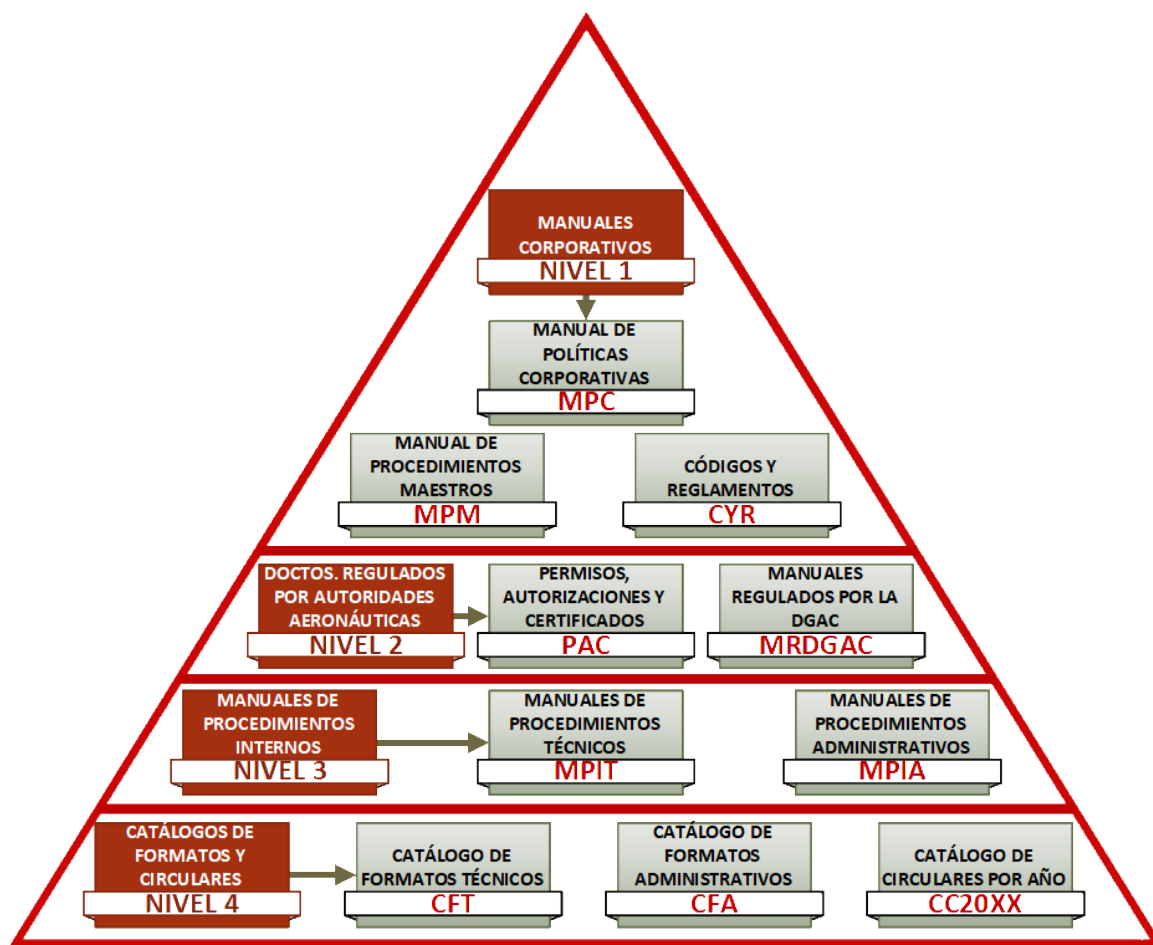 MANUALES
CORPORATIVOS
NIVEL 1
MANUAL DE
POLÍTICAS
CORPORATIVAS
MPC
MANUAL DE
PROCEDIMIENTOS
MAESTROS
MPM
CÓDIGOS Y
REGLAMENTOS
CYR
DOCTOS. REGULADOS
POR AUTORIDADES
AERONÁUTICAS
NIVEL 2
PERMISOS,
AUTORIZACIONES Y
CERTIFICADOS
PAC
MANUALES
REGULADOS POR LA
DGAC
MRDGAC
MANUALES DE
PROCEDIMIENTOS
INTERNOS
NIVEL 3
MANUALES DE
PROCEDIMIENTOS
TÉCNICOS
MPIT
MANUALES DE
PROCEDIMIENTOS
ADMINISTRATIVOS
MPIA
CATÁLOGOS DE
FORMATOS Y
CIRCULARES
NIVEL 4
CATÁLOGO DE
FORMATOS TÉCNICOS
CFT
CATÁLOGO DE
FORMATOS
ADMINISTRATIVOS
CFA
CATÁLOGO DE
CIRCULARES POR AÑO
CC20XX